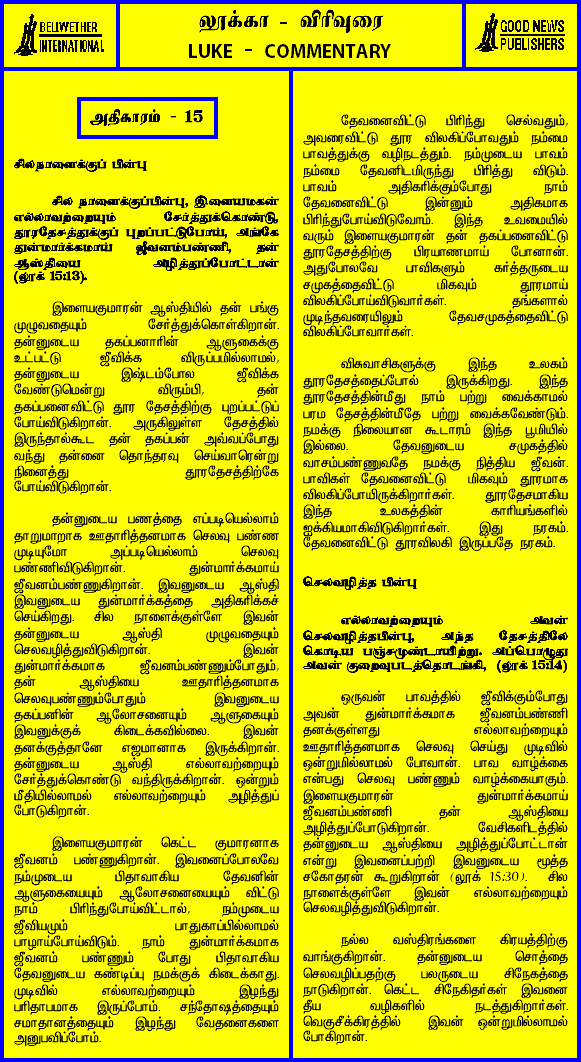 BELLWETHER
INTERNATIONAL
லூக்கா - விரிவுரை
LUKE - COMMENTARY
GOOD NEWS
PUBLISHERS
அதிகாரம் - 15
சிலநாளைக்குப் பின்பு
சில நாளைக்குப்பின்பு, இளையமகன்
எல்லாவற்றையும் சேர்த்துக்கொண்டு,
தூரதேசத்துக்குப் புறப்பட்டுபோய், அங்கே
துன்மார்க்கமாய் ஜீவனம்பண்ணி, தன்
ஆஸ்தியை அழித்துப்போட்டான்
(லூக் 15:13).
இளையகுமாரன் ஆஸ்தியில் தன் பங்கு
முழுவதையும் சேர்த்துக்கொள்கிறான்.
தன்னுடைய தகப்பனாரின் ஆளுகைக்கு
உட்பட்டு ஜீவிக்க விருப்பமில்லாமல்,
தன்னுடைய இஷ்டம்போல ஜீவிக்க
வேண்டுமென்று விரும்பி, தன்
தகப்பனைவிட்டு தூர தேசத்திற்கு புறப்பட்டுப்
போய்விடுகிறான். அருகிலுள்ள தேசத்தில்
இருந்தால்கூட தன் தகப்பன் அவ்வப்போது
வந்து தன்னை தொந்தரவு செய்வாரென்று
நினைத்து தூரதேசத்திற்கே
போய்விடுகிறான்.
தன்னுடைய பணத்தை எப்படியெல்லாம்
தாறுமாறாக ஊதாரித்தனமாக செலவு பண்ண
முடியுமோ அப்படியெல்லாம் செலவு
பண்ணிவிடுகிறான். துன்மார்க்கமாய்
ஜீவனம்பண்ணுகிறான். இவனுடைய ஆஸ்தி
இவனுடைய துன்மார்க்கத்தை அதிகரிக்கச்
செய்கிறது. சில நாளைக்குள்ளே இவன்
தன்னுடைய ஆஸ்தி முழுவதையும்
செலவழித்துவிடுகிறான். இவன்
துன்மார்க்கமாக ஜீவனம்பண்ணும்போதும்,
தன் ஆஸ்தியை ஊதாரித்தனமாக
செலவுபண்ணும்போதும் இவனுடைய
தகப்பனின் ஆலோசனையும் ஆளுகையும்
இவனுக்குக் கிடைக்கவில்லை. இவன்
தனக்குத்தானே எஜமானாக இருக்கிறான்.
தன்னுடைய ஆஸ்தி எல்லாவற்றையும்
சேர்த்துக்கொண்டு வந்திருக்கிறான். ஒன்றும்
மீதியில்லாமல் எல்லாவற்றையும் அழித்துப்
போடுகிறான்.
இளையகுமாரன் கெட்ட குமாரனாக
ஜீவனம் பண்ணுகிறான். இவனைப்போலவே
நம்முடைய பிதாவாகிய தேவனின்
ஆளுகையையும் ஆலோசனையையும் விட்டு
நாம் பிரிந்துபோய்விட்டால், நம்முடைய
ஜீவியமும் பாதுகாப்பில்லாமல்
பாழாய்போய்விடும். நாம் துன்மார்க்கமாக
ஜீவனம் பண்ணும் போது பிதாவாகிய
தேவனுடைய கண்டிப்பு நமக்குக் கிடைக்காது.
முடிவில் எல்லாவற்றையும் இழந்து
பரிதாபமாக இருப்போம். சந்தோஷத்தையும்
சமாதானத்தையும் இழந்து வேதனைகளை
அனுபவிப்போம்.
தேவனைவிட்டு பிரிந்து செல்வதும்,
அவரைவிட்டு தூர விலகிப்போவதும் நம்மை
பாவத்துக்கு வழிநடத்தும். நம்முடைய பாவம்
நம்மை தேவனிடமிருந்து பிரித்து விடும்.
பாவம் அதிகரிக்கும்போது நாம்
தேவனைவிட்டு இன்னும் அதிகமாக
பிரிந்துபோய்விடுவோம். இந்த உவமையில்
வரும் இளையகுமாரன் தன் தகப்பனைவிட்டு
தூரதேசத்திற்கு பிரயாணமாய் போனான்.
அதுபோலவே பாவிகளும் கர்த்தருடைய
சமுகத்தைவிட்டு மிகவும் தூரமாய்
விலகிப்போய்விடுவார்கள். தங்களால்
முடிந்தவரையிலும் தேவசமுகத்தைவிட்டு
விலகிப்போவார்கள்.
விசுவாசிகளுக்கு இந்த உலகம்
தூரதேசத்தைப்போல் இருக்கிறது. இந்த
தூரதேசத்தின்மீது நாம் பற்று வைக்காமல்
பரம தேசத்தின்மீதே பற்று வைக்கவேண்டும்.
நமக்கு நிலையான கூடாரம் இந்த பூமியில்
இல்லை. தேவனுடைய சமுகத்தில்
வாசம்பண்ணுவதே நமக்கு நித்திய ஜீவன்.
பாவிகள் தேவனைவிட்டு மிகவும் தூரமாக
விலகிப்போயிருக்கிறார்கள். தூரதேசமாகிய
இந்த உலகத்தின் காரியங்களில்
ஐக்கியமாகிவிடுகிறார்கள். இது நரகம்.
தேவனைவிட்டு தூரவிலகி இருப்பதே நரகம்.
செலவழித்த பின்பு
எல்லாவற்றையும் அவன்
செலவழித்தபின்பு, அந்த தேசத்திலே
கொடிய பஞ்சமுண்டாயிற்று. அப்பொழுது
அவன் குறைவுபடத்தொடங்கி, (லூக் 15:14)
ஒருவன் பாவத்தில் ஜீவிக்கும்போது
அவன் துன்மார்க்கமாக ஜீவனம்பண்ணி
தனக்குள்ளது எல்லாவற்றையும்
ஊதாரித்தனமாக செலவு செய்து முடிவில்
ஒன்றுமில்லாமல் போவான். பாவ வாழ்க்கை
என்பது செலவு பண்ணும் வாழ்க்கையாகும்.
இளையகுமாரன் துன்மார்க்கமாய்
ஜீவனம்பண்ணி தன் ஆஸ்தியை
அழித்துப்போடுகிறான். வேசிகளிடத்தில்
தன்னுடைய ஆஸ்தியை அழித்துப்போட்டான்
என்று இவனைப்பற்றி இவனுடைய மூத்த
சகோதரன் கூறுகிறான் (லூக் 15:30). சில
நாளைக்குள்ளே இவன் எல்லாவற்றையும்
செலவழித்துவிடுகிறான்.
நல்ல வஸ்திரங்களை கிரயத்திற்கு
வாங்குகிறான். தன்னுடைய சொத்தை
செலவழிப்பதற்கு பலருடைய சிநேகத்தை
நாடுகிறான். கெட்ட சிநேகிதர்கள் இவனை
தீய வழிகளில் நடத்துகிறார்கள்.
வெகுசீக்கிரத்தில் இவன் ஒன்றுமில்லாமல்
போகிறான்.